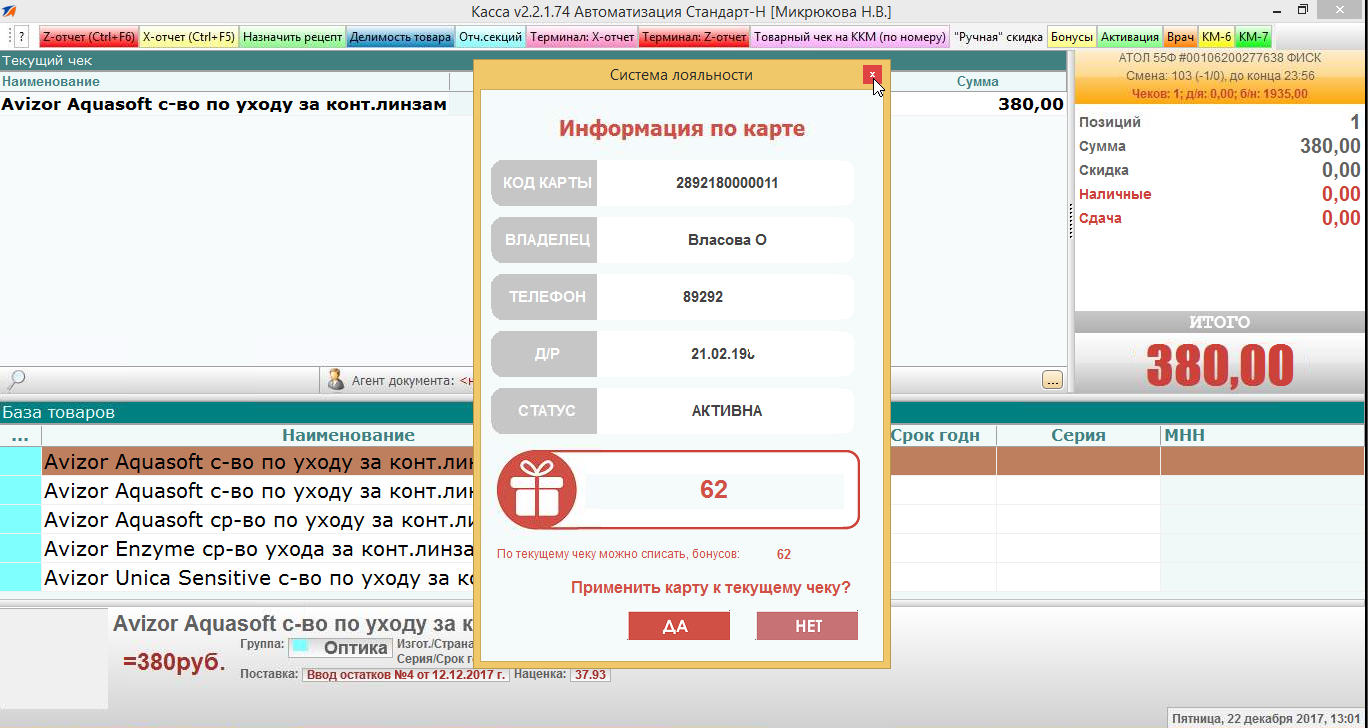 Касса v2.2.1.74 Автоматизация Стандарт-Н [Микрюкова Н.В.]
? Z-отчет (Ctrl+F6) X-отчет (Ctrl+F5) Назначить рецепт Делимость товара Отч.секций Терминал: X-отчет Терминал: Z-отчет Товарный чек на ККМ (по номеру) "Ручная" скидка Бонусы Активация Врач КМ-6 КМ-7
Текущий чек
Наименование Сумма
Avizor Aquasoft с-во по уходу за конт.линзам 380,00
Агент документа:
...
АТОЛ 55Ф #00106200277638 ФИСК
Смена: 103 (-1/0), до конца 23:56
Чеков: 1; д/я: 0,00; б/н: 1935,00
Позиций 1
Сумма 380,00
Скидка 0,00
Наличные 0,00
Сдача 0,00
ИТОГО
380,00
Система лояльности
x
Информация по карте
КОД КАРТЫ 2892180000011
ВЛАДЕЛЕЦ Власова О
ТЕЛЕФОН 89292
Д/Р 21.02.19
СТАТУС АКТИВНА
62
По текущему чеку можно списать, бонусов: 62
Применить карту к текущему чеку?
ДА НЕТ
База товаров
... Наименование Срок годн Серия МНН
Avizor Aquasoft с-во по уходу за конт.лин
Avizor Aquasoft с-во по уходу за конт.лин
Avizor Aquasoft ср-во по уходу за конт.ли
Avizor Enzyme ср-во ухода за конт.линза
Avizor Unica Sensitive с-во по уходу за
Avizor Aquasoft с-во по уходу за к
=380руб.
Группа: Оптика Изгот./Страна
Серия/Срок г
Поставка: Ввод остатков №4 от 12.12.2017 г. Наценка: 37.93
Пятница, 22 декабря 2017, 13:01